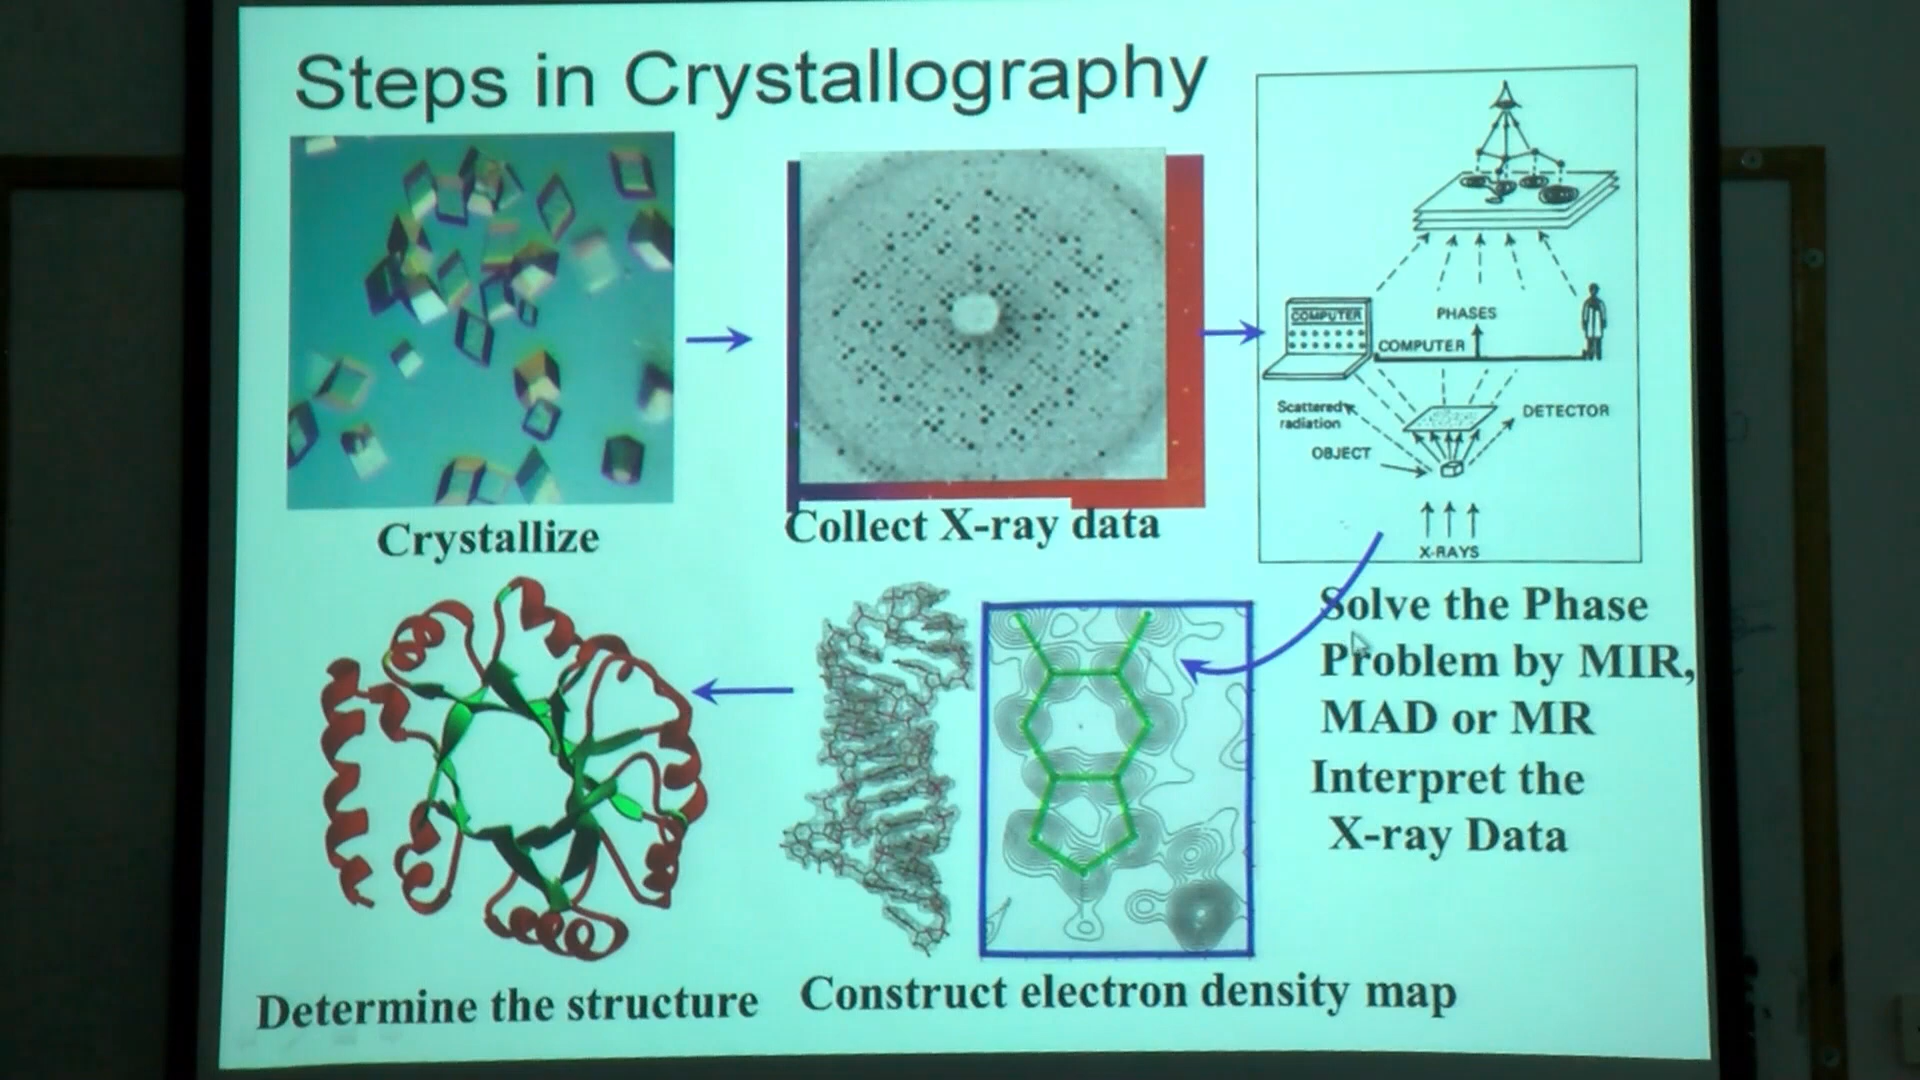 Steps in Crystallography
Crystallize
Collect X-ray data
COMPUTER
PHASES
COMPUTER
Scattered
radiation
DETECTOR
OBJECT
X-RAYS
Solve the Phase
Problem by MIR,
MAD or MR
Interpret the
X-ray Data
Construct electron density map
Determine the structure